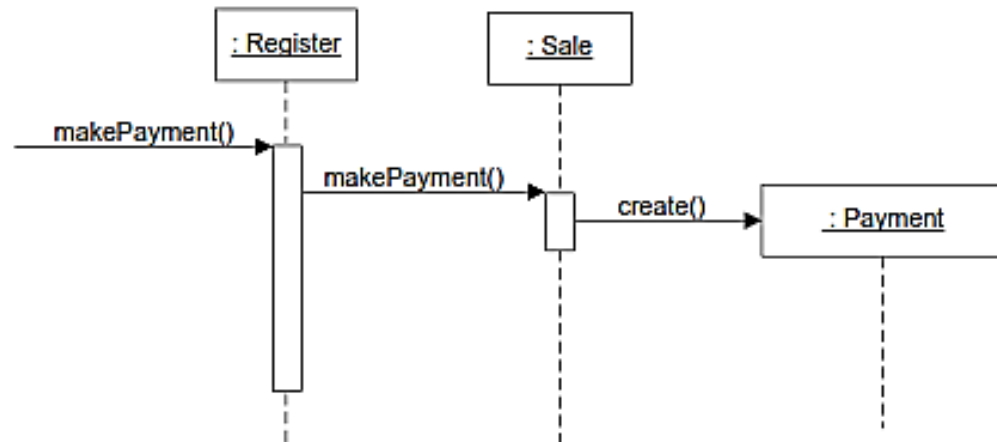 : Register
: Sale
makePayment()
makePayment()
create()
: Payment